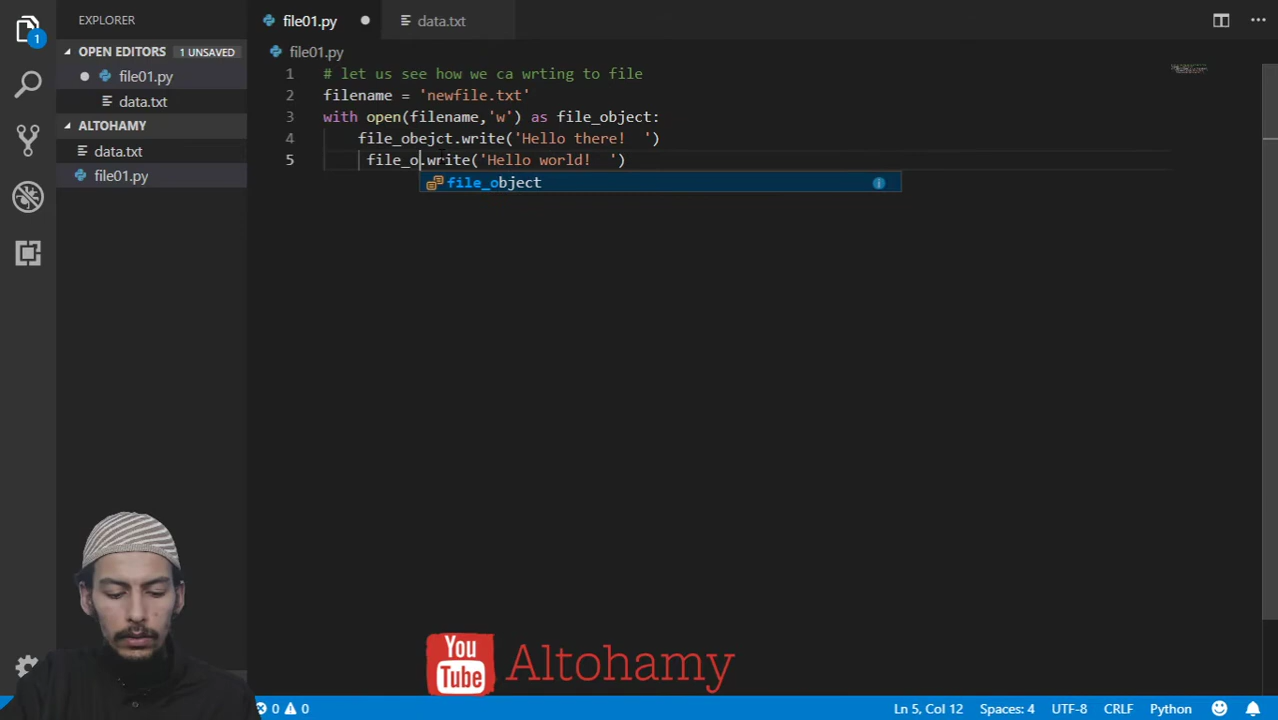 EXPLORER
file01.py
data.txt
OPEN EDITORS 1 UNSAVED
file01.py
data.txt
ALTOHAMY
data.txt
file01.py
1
file01.py
1 # let us see how we ca wrting to file
2 filename = 'newfile.txt'
3 with open(filename,'w') as file_object:
4 file_obejct.write('Hello there!  ')
5 file_o.write('Hello world!  ')
file_object
You
Tube
Altohamy
0 0
Ln 5, Col 12
Spaces: 4
UTF-8
CRLF
Python